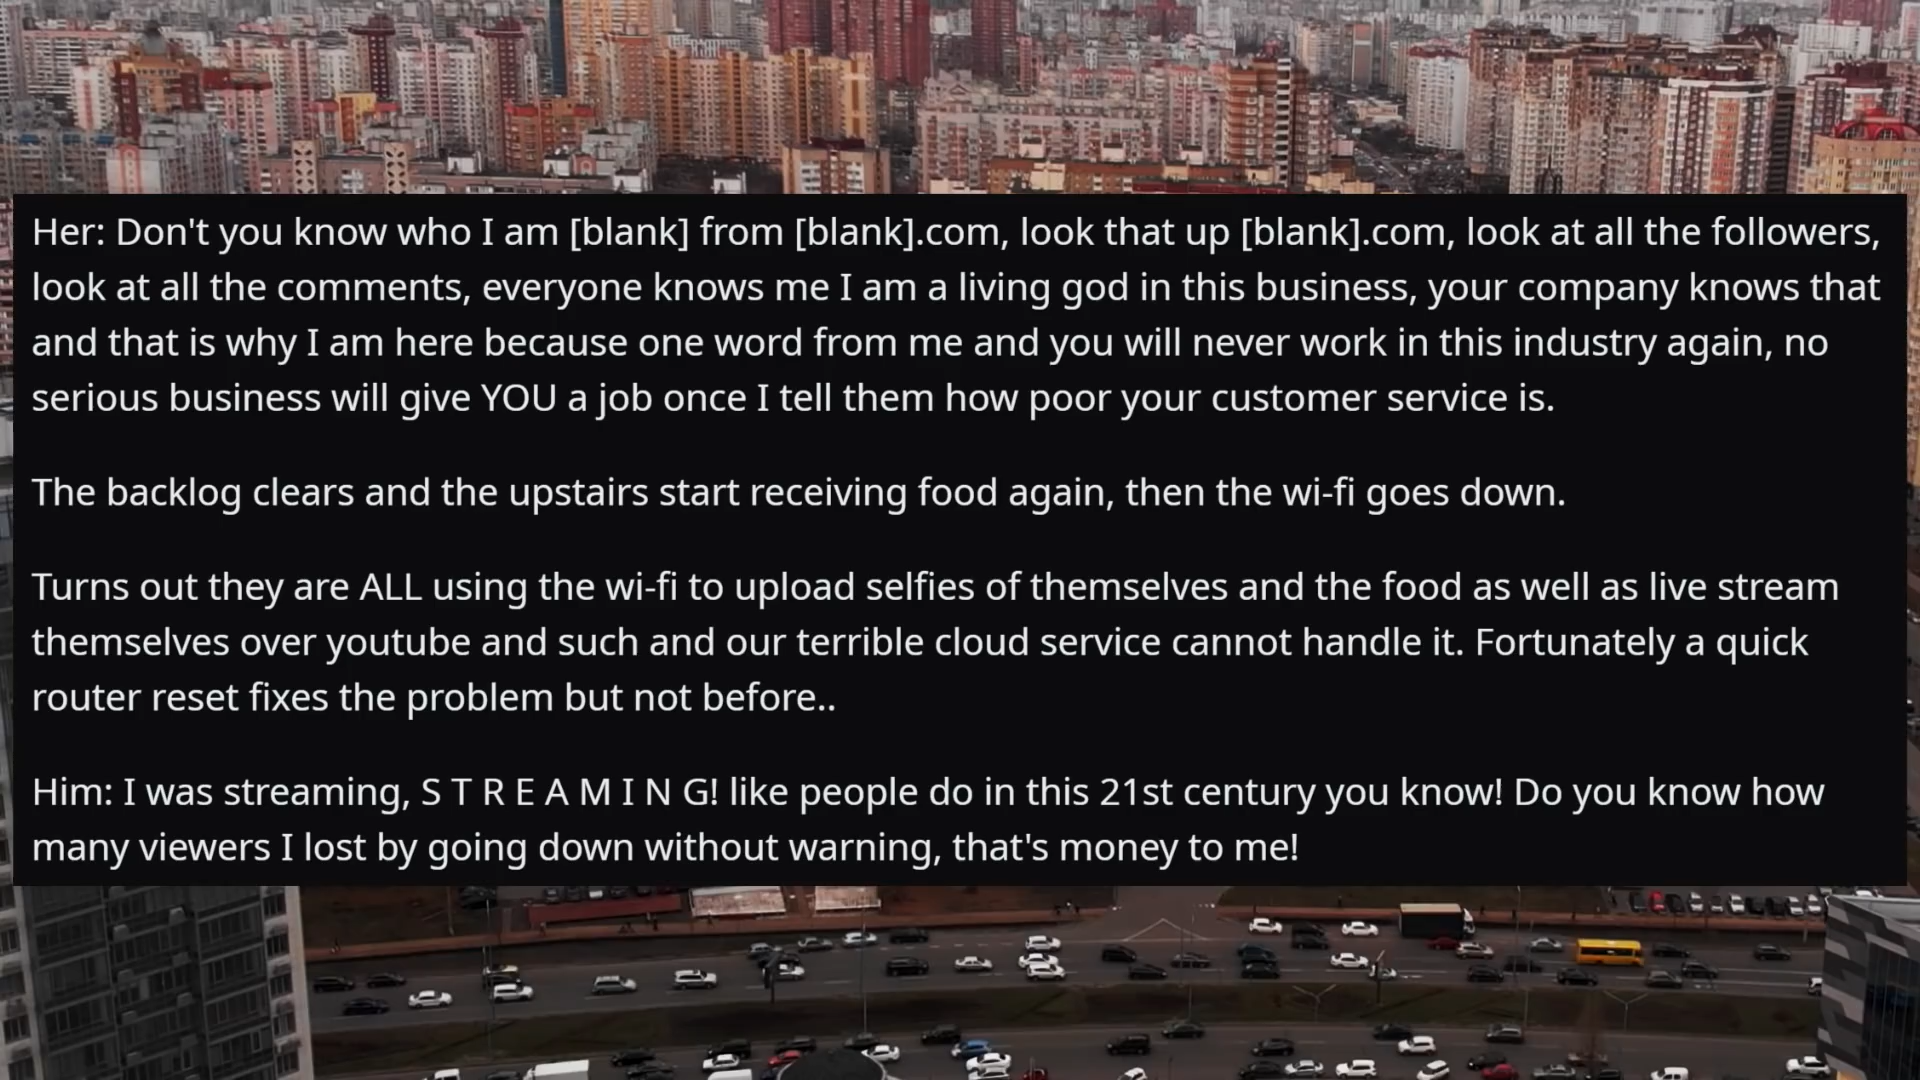 Her: Don't you know who I am [blank] from [blank].com, look that up [blank].com, look at all the followers,
look at all the comments, everyone knows me I am a living god in this business, your company knows that
and that is why I am here because one word from me and you will never work in this industry again, no
serious business will give YOU a job once I tell them how poor your customer service is.
The backlog clears and the upstairs start receiving food again, then the wi-fi goes down.
Turns out they are ALL using the wi-fi to upload selfies of themselves and the food as well as live stream
themselves over youtube and such and our terrible cloud service cannot handle it. Fortunately a quick
router reset fixes the problem but not before..
Him: I was streaming, S T R E A M I N G! like people do in this 21st century you know! Do you know how
many viewers I lost by going down without warning, that's money to me!